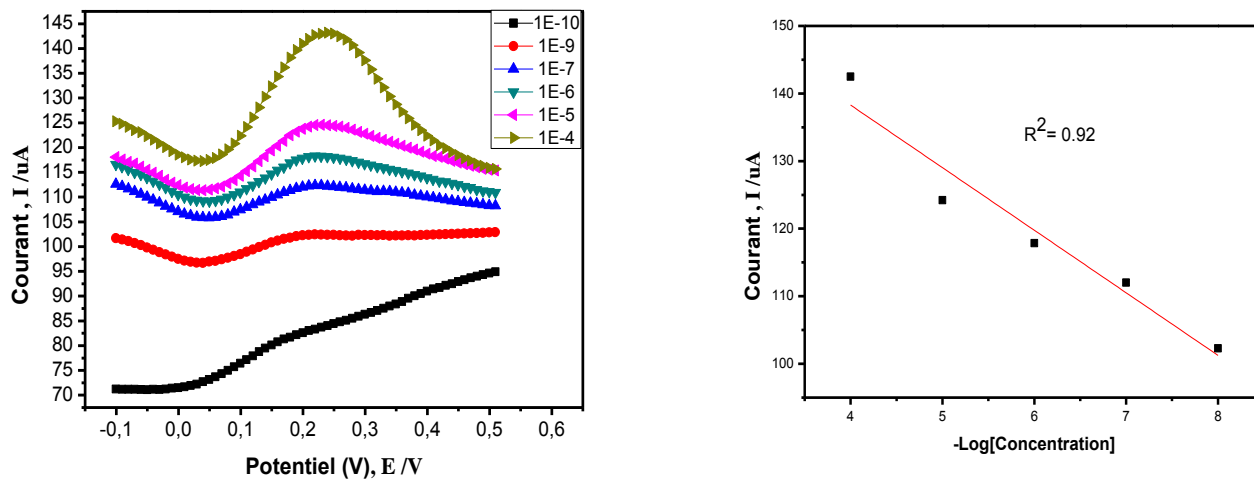 145
140
135
130
125
120
115
110
105
100
95
90
85
80
75
70
Courant , I /uA
-0,1 0,0 0,1 0,2 0,3 0,4 0,5 0,6
Potentiel (V), E /V
1E-10
1E-9
1E-7
1E-6
1E-5
1E-4
150
140
130
120
110
100
Courant , I /uA
R²= 0.92
4 5 6 7 8
-Log[Concentration]